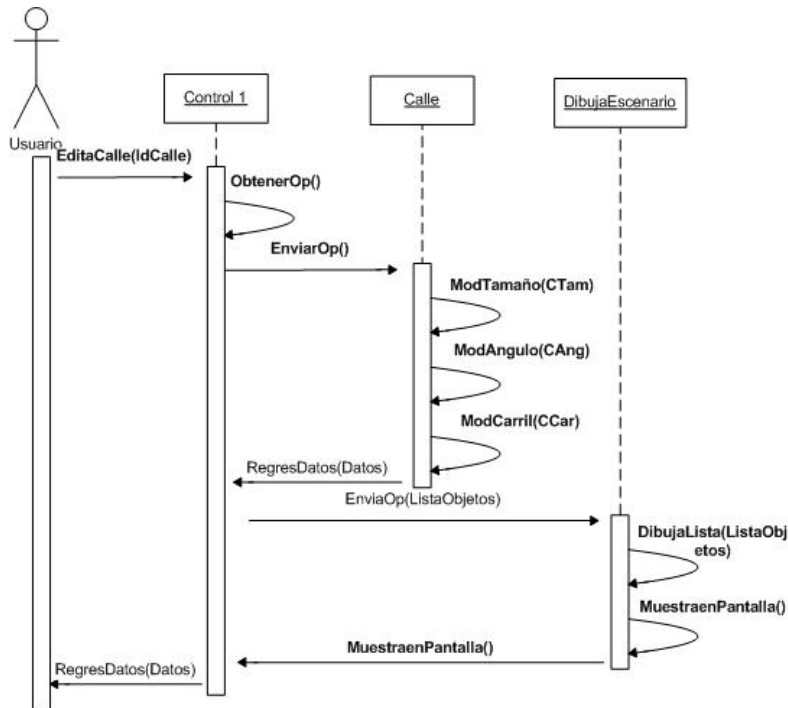 Control 1
Calle
DibujaEscenario
Usuario
EditaCalle(IdCalle)
ObtenerOp()
EnviarOp()
ModTamaño(CTam)
ModAngulo(CAng)
ModCarril(CCar)
RegresDatos(Datos)
EnviaOp(ListaObjetos)
DibujaLista(ListaObj
etos)
MuestraenPantalla()
MuestraenPantalla()
RegresDatos(Datos)